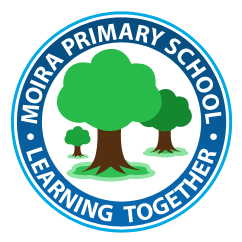 MOIRA PRIMARY SCHOOL
• LEARNING TOGETHER •